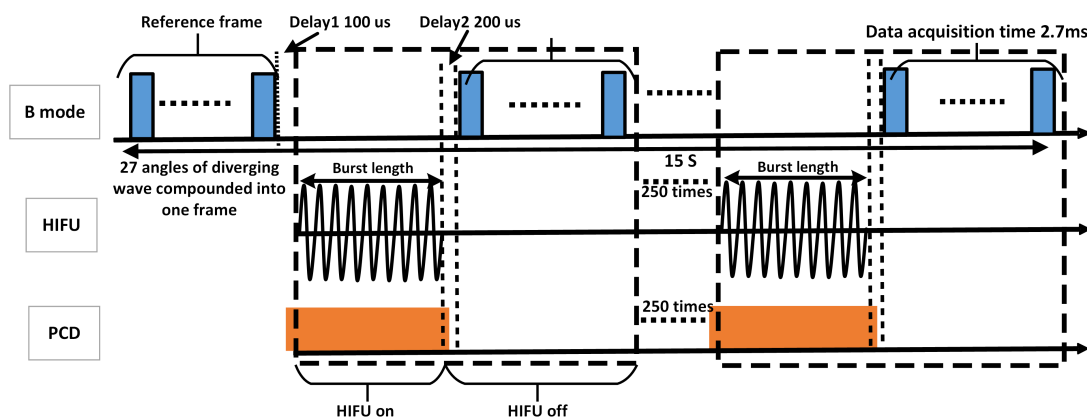 Reference frame
Delay1 100 us
Delay2 200 us
Data acquisition time 2.7ms
B mode
27 angles of diverging
wave compounded into
one frame
15 S
Burst length
250 times
Burst length
HIFU
250 times
PCD
HIFU on
HIFU off